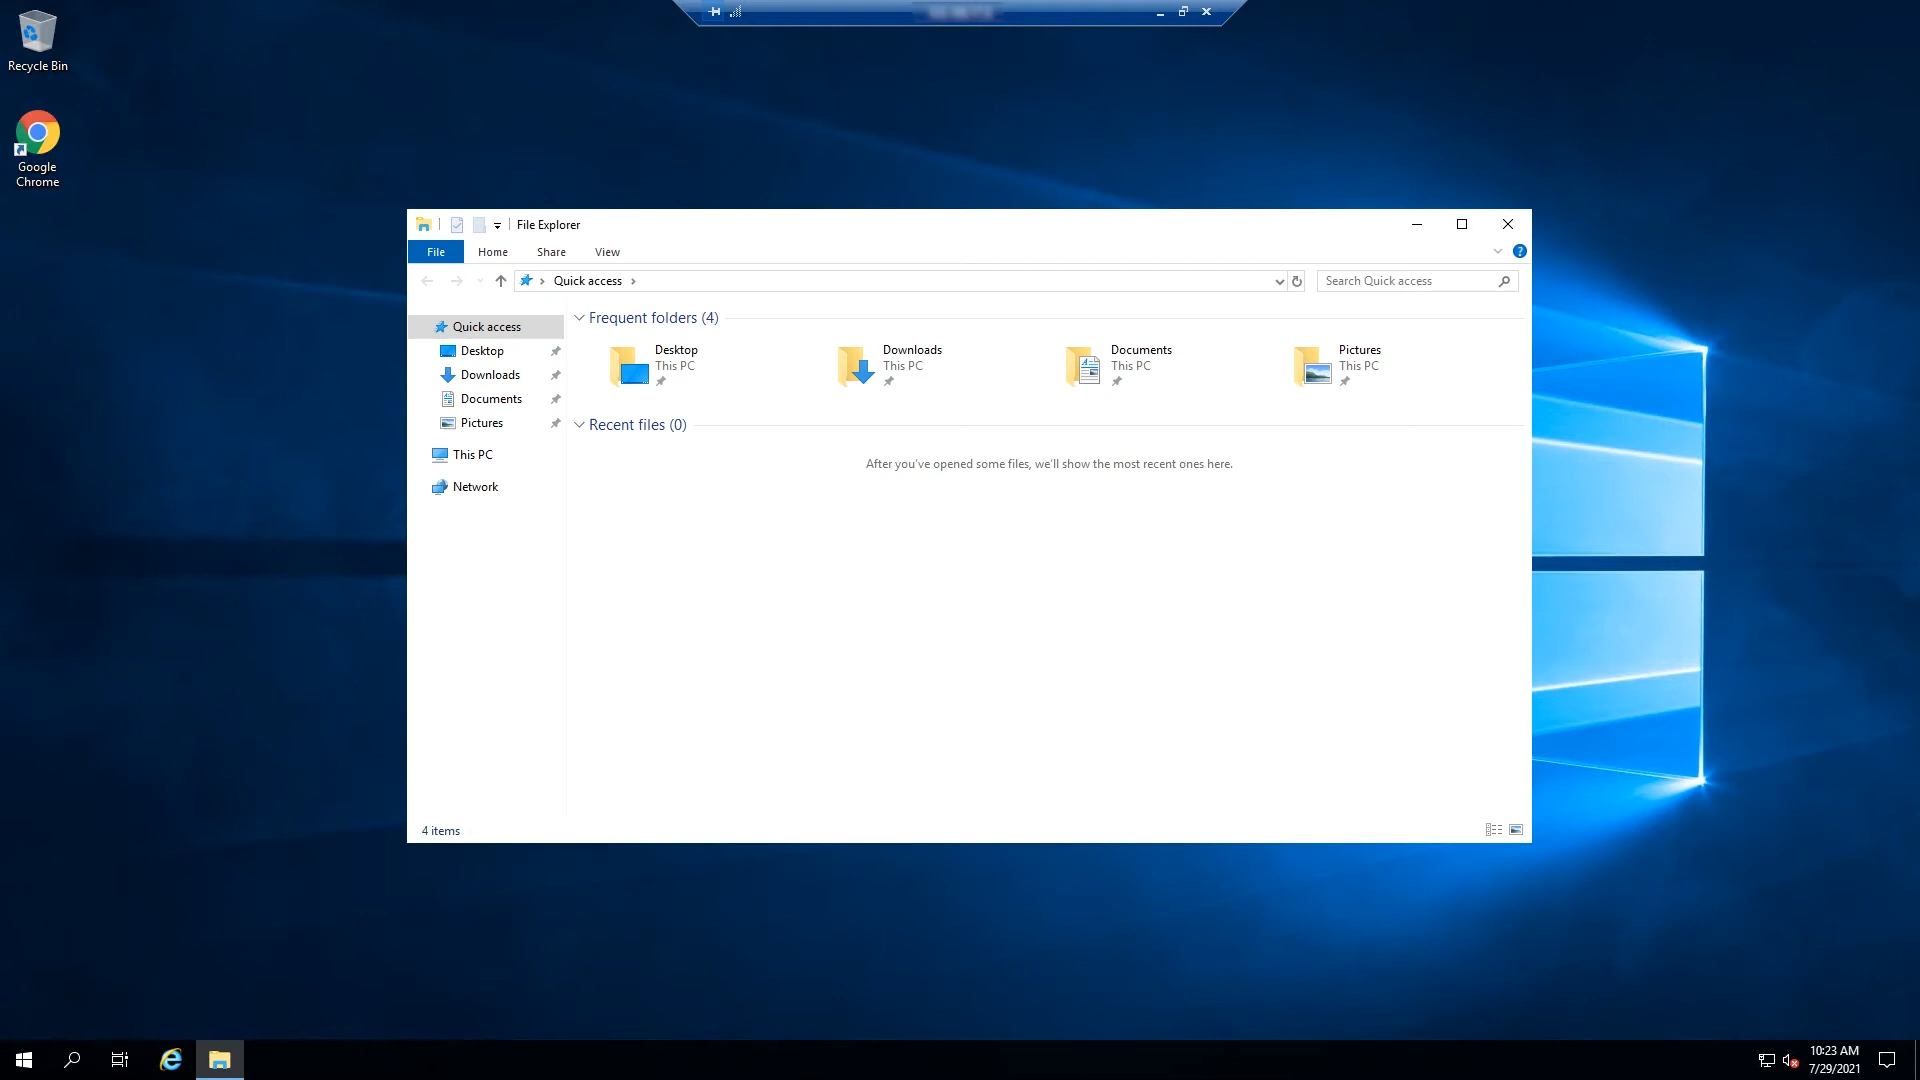 Recycle Bin
Google
Chrome
File Explorer
File
Home
Share
View
Quick access
Search Quick access
Quick access
Desktop
Downloads
Documents
Pictures
This PC
Network
Frequent folders (4)
Desktop
This PC
Downloads
This PC
Documents
This PC
Pictures
This PC
Recent files (0)
After you've opened some files, we'll show the most recent ones here.
4 items
10:23 AM
7/29/2021